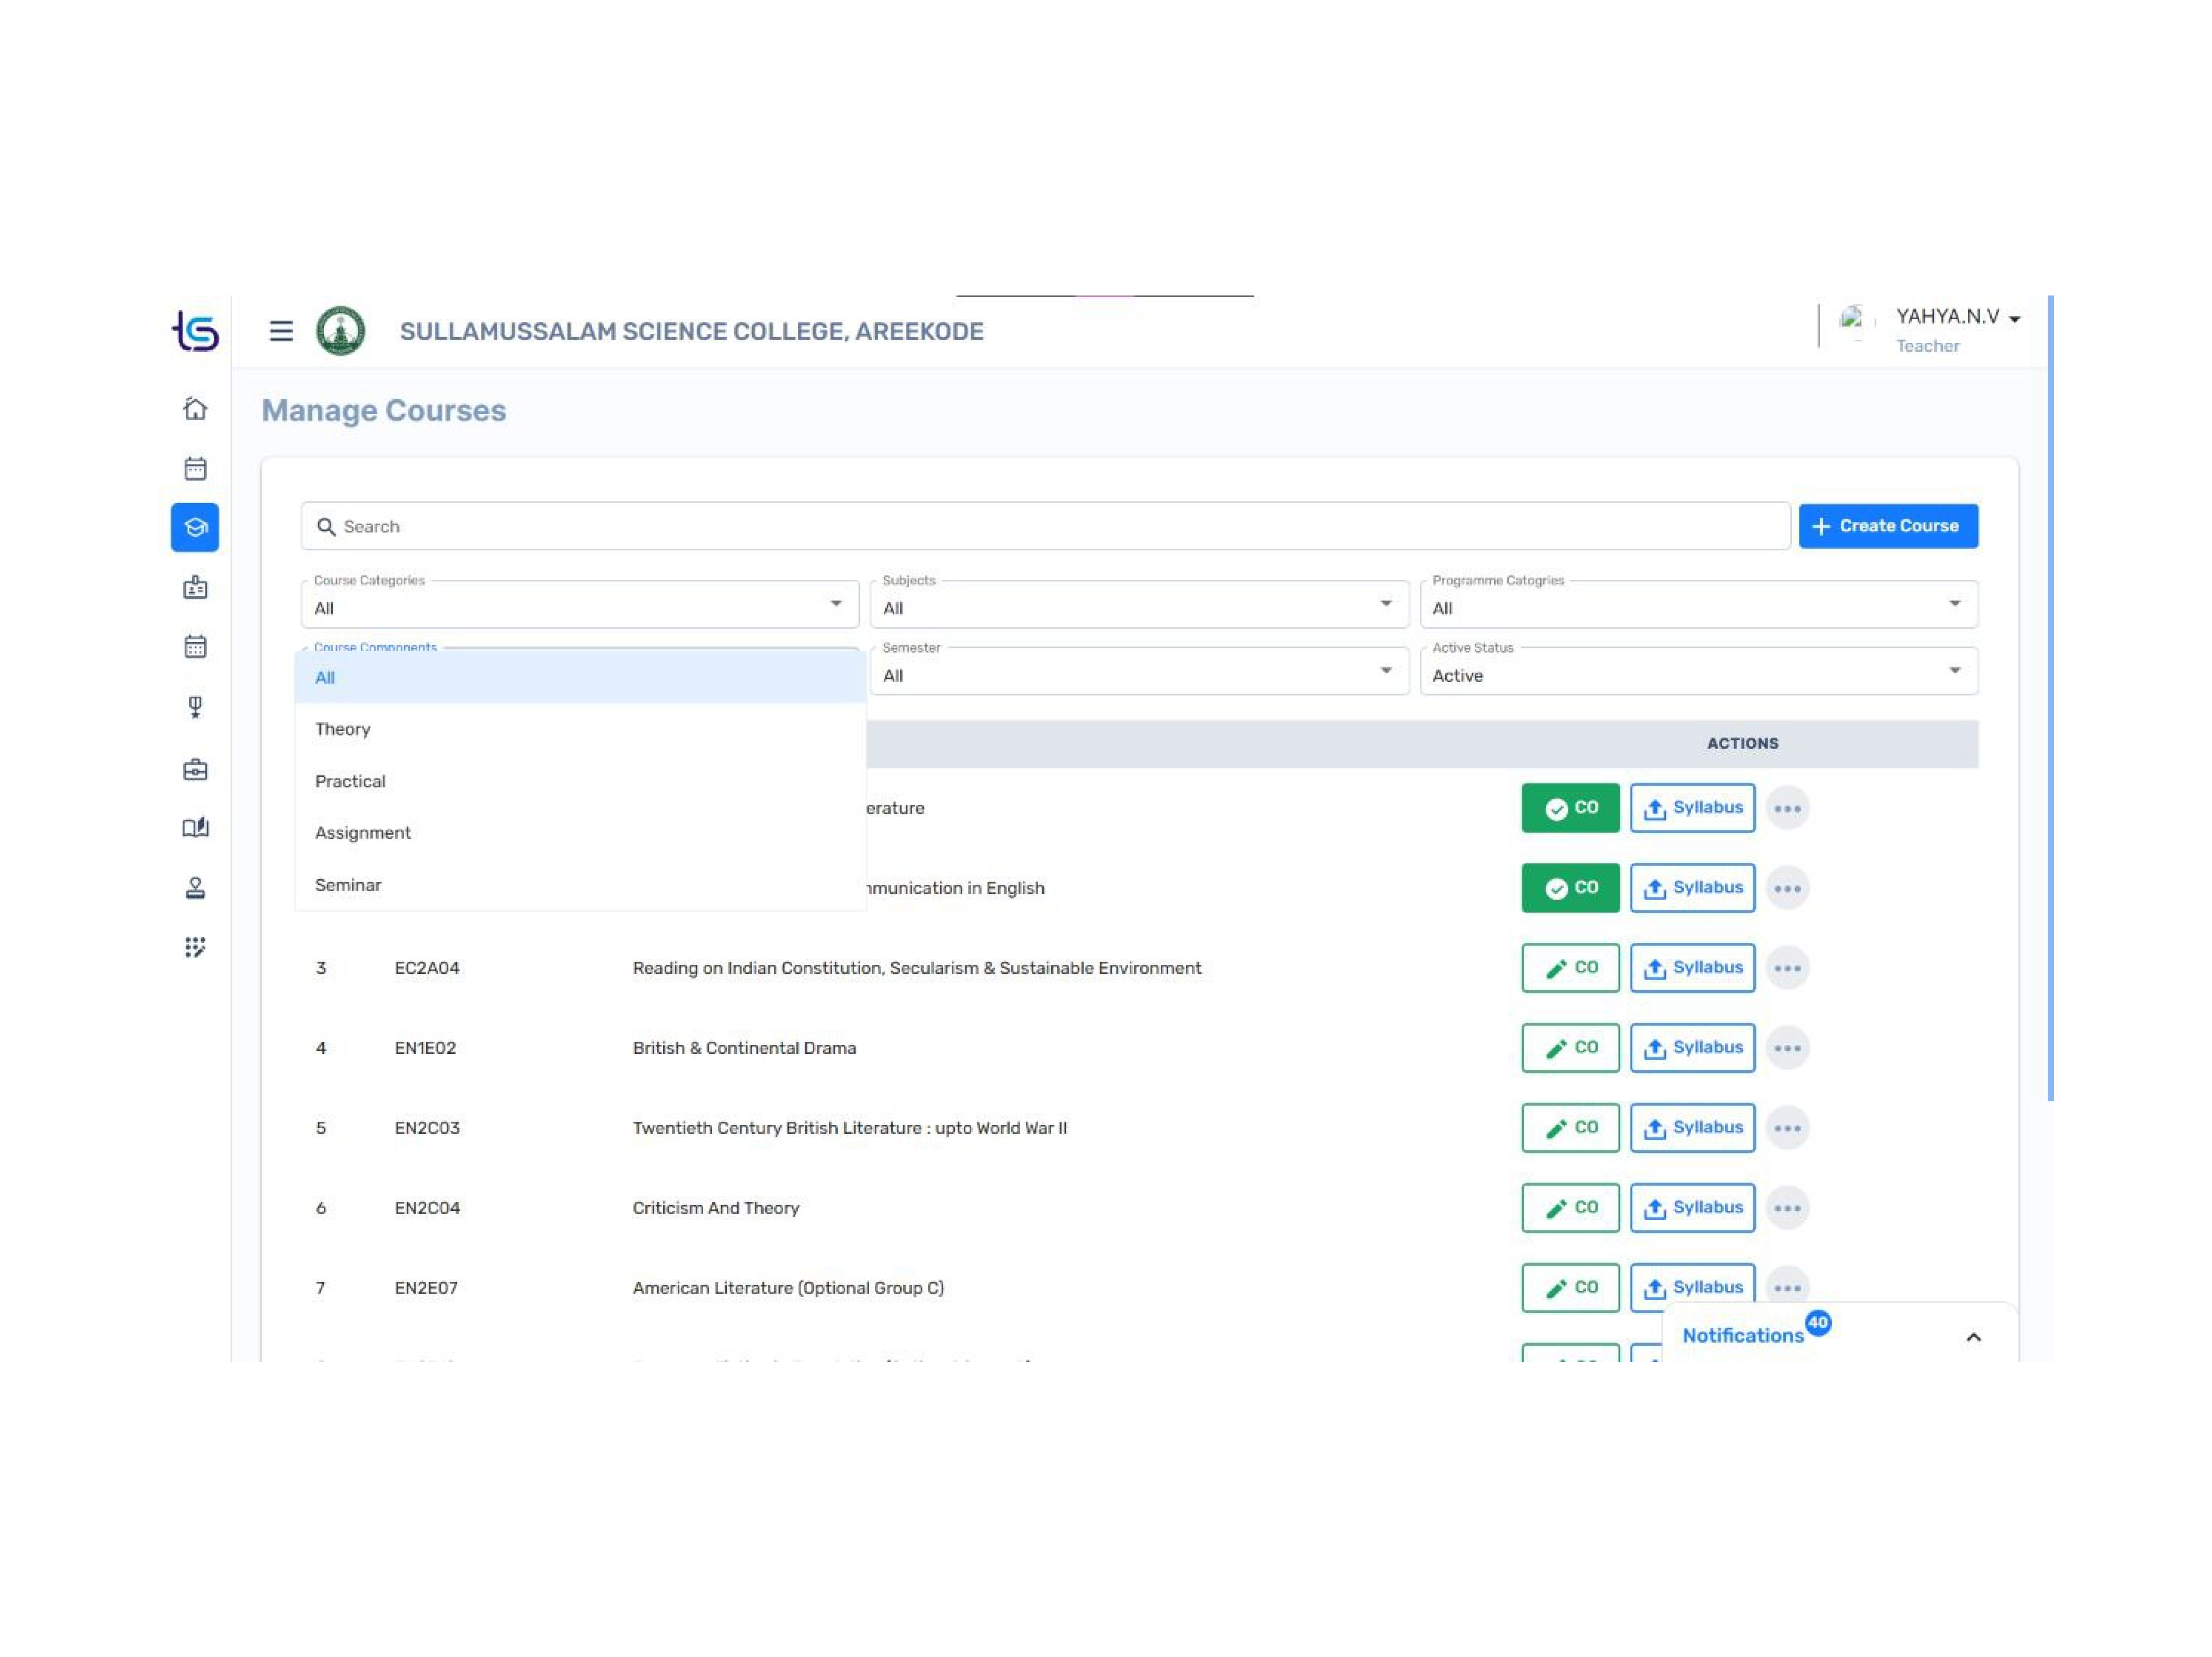 ts
SULLAMUSSALAM SCIENCE COLLEGE, AREEKODE
YAHYA.N.V
Teacher
Manage Courses
Search
+ Create Course
Course Categories
All
Subjects
All
Programme Catogries
All
Course Components
All
Semester
All
Active Status
Active
Theory
Practical
Assignment
Seminar
ACTIONS
erature
CO Syllabus
munication in English
CO Syllabus
3 EC2A04 Reading on Indian Constitution, Secularism & Sustainable Environment CO Syllabus
4 EN1E02 British & Continental Drama CO Syllabus
5 EN2C03 Twentieth Century British Literature : upto World War II CO Syllabus
6 EN2C04 Criticism And Theory CO Syllabus
7 EN2E07 American Literature (Optional Group C) CO Syllabus
Notifications 40